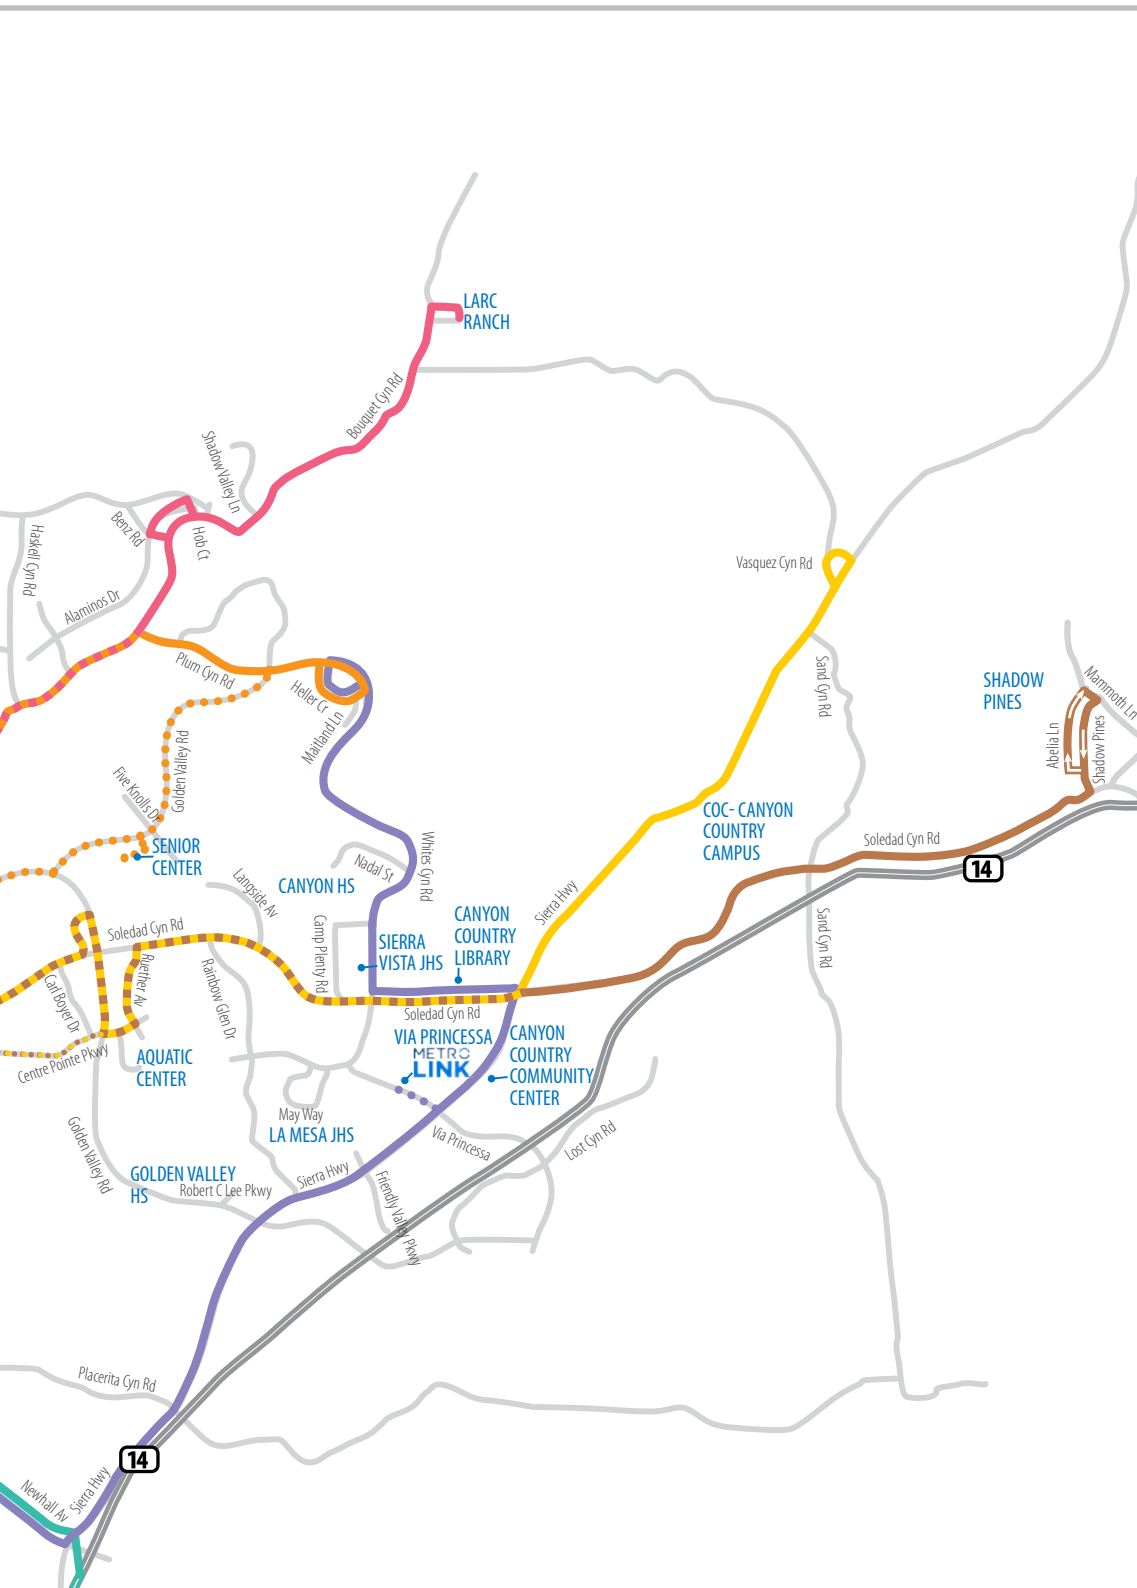 LARC
RANCH
Bouquet Cyn Rd
Shadow Valley Ln
Benz Rd
Hob Ct
Haskell Cyn Rd
Alaminos Dr
Vasquez Cyn Rd
Plum Cyn Rd
Heller Cr
Maitland Ln
Sand Cyn Rd
SHADOW
PINES
Mammoth Ln
Abelia Ln
Shadow Pines
Golden Valley Rd
Five Knolls Dr
SENIOR
CENTER
COC- CANYON
COUNTRY
CAMPUS
Soledad Cyn Rd
14
Whites Cyn Rd
Nadal St
CANYON HS
Langside Av
Sierra Hwy
Camp Plenty Rd
CANYON
COUNTRY
LIBRARY
SIERRA
VISTA JHS
Sand Cyn Rd
Soledad Cyn Rd
Ruether Av
Rainbow Glen Dr
Carl Boyer Dr
Soledad Cyn Rd
Centre Pointe Pkwy
AQUATIC
CENTER
VIA PRINCESSA
METRO
LINK
CANYON
COUNTRY
COMMUNITY
CENTER
May Way
LA MESA JHS
Via Princessa
Lost Cyn Rd
Golden Valley Rd
GOLDEN VALLEY
HS
Robert C Lee Pkwy
Sierra Hwy
Friendly Valley Pkwy
Placerita Cyn Rd
14
Newhall Av
Sierra Hwy